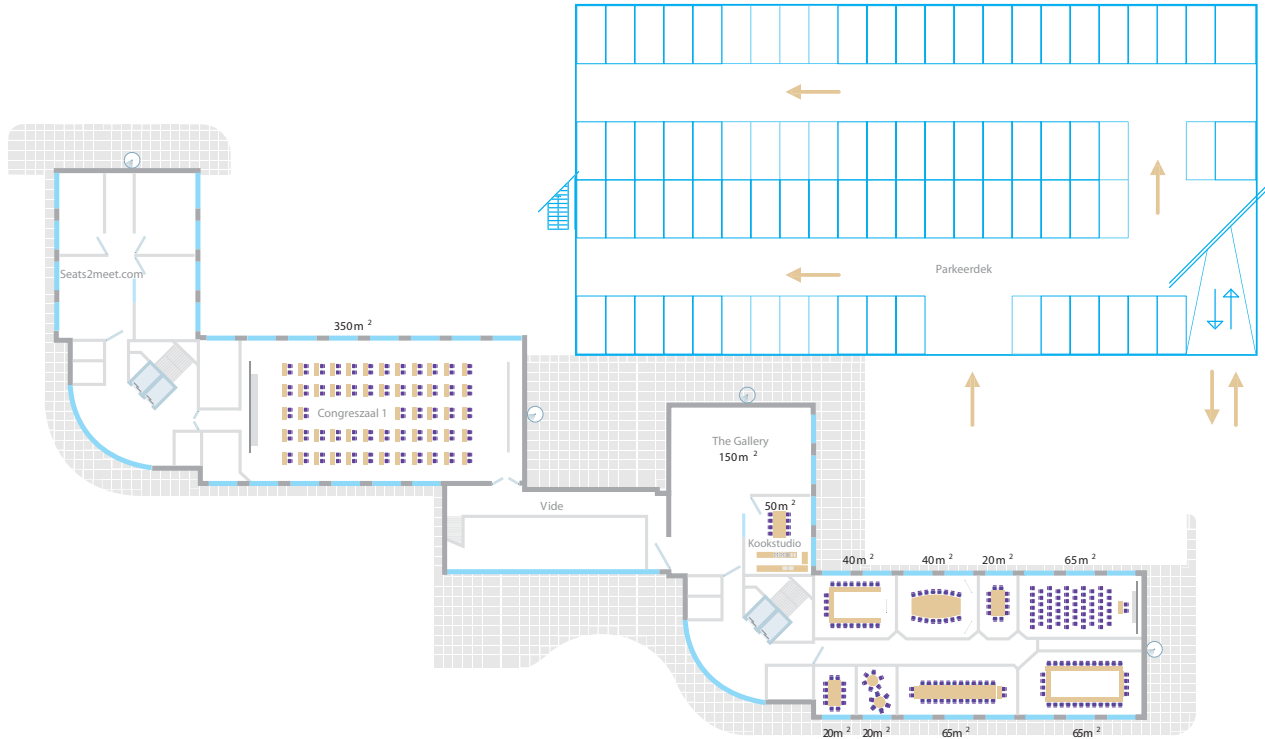 Parkeerdek
Seats2meet.com
350m 2
Congreszaal 1
The Gallery
150m 2
Vide
50m 2
Kookstudio
40m 2
40m 2
20m 2
65m 2
20m 2
20m 2
65m 2
65m 2